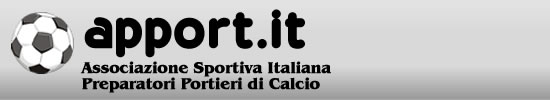 apport.it
Associazione Sportiva Italiana
Preparatori Portieri di Calcio